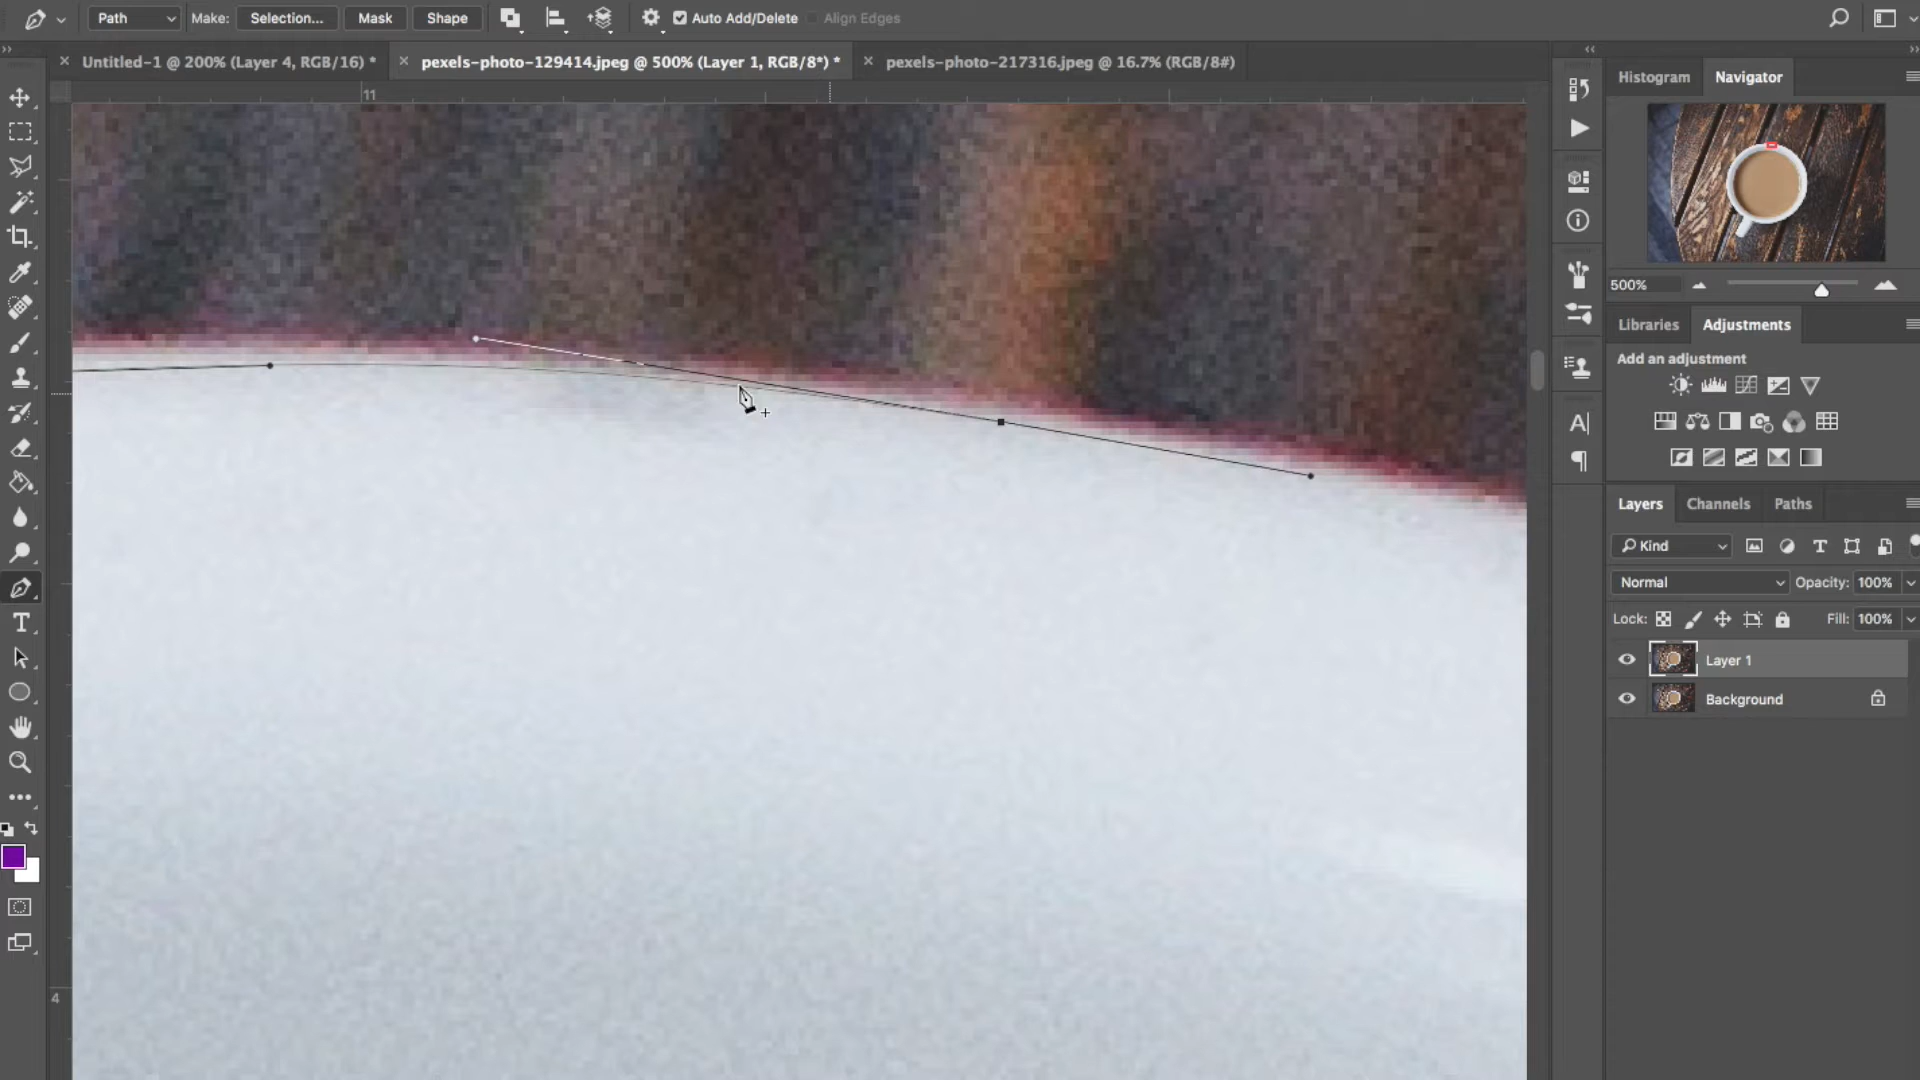 Path Make: Selection... Mask Shape Auto Add/Delete Align Edges
Untitled-1 @ 200% (Layer 4, RGB/16) * pexels-photo-129414.jpeg @ 500% (Layer 1, RGB/8*) * pexels-photo-217316.jpeg @ 16.7% (RGB/8#)
11
4
Histogram Navigator
500%
Libraries Adjustments
Add an adjustment
Layers Channels Paths
Kind
Normal Opacity: 100%
Lock: Fill: 100%
Layer 1
Background